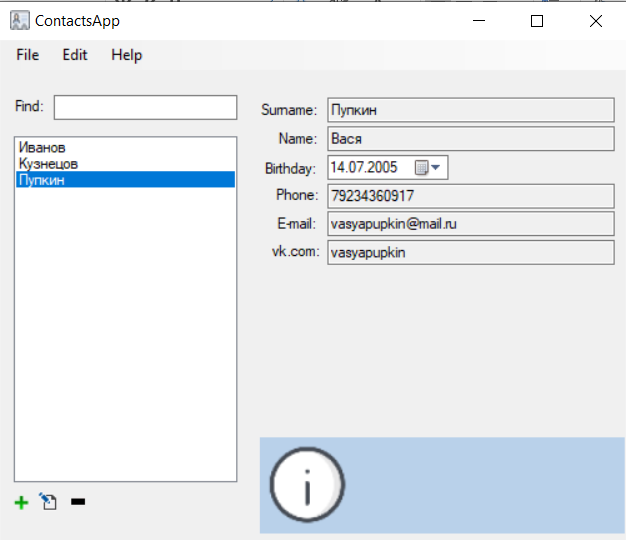 ContactsApp
File Edit Help
Find:
Иванов
Кузнецов
Пупкин
Surname: Пупкин
Name: Вася
Birthday: 14.07.2005
Phone: 79234360917
E-mail: vasyapupkin@mail.ru
vk.com: vasyapupkin